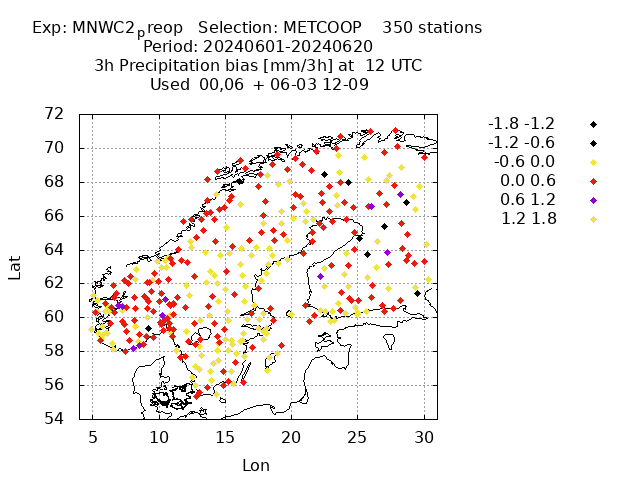 Exp: MNWC2preop   Selection: METCOOP    350 stations
Period: 20240601-20240620
3h Precipitation bias [mm/3h] at  12 UTC
Used  00,06  + 06-03 12-09
-1.8 -1.2
-1.2 -0.6
-0.6 0.0
0.0 0.6
0.6 1.2
1.2 1.8
72
70
68
66
64
62
60
58
56
54
Lat
5 10 15 20 25 30
Lon